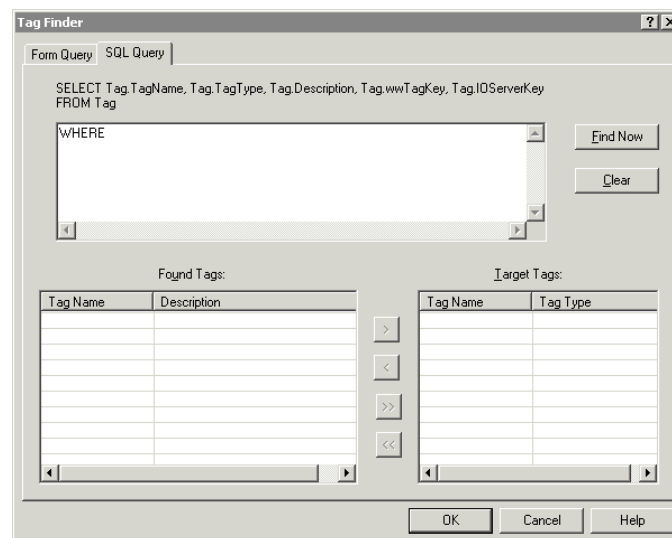 Tag Finder
Form Query
SQL Query
SELECT Tag.TagName, Tag.TagType, Tag.Description, Tag.wwTagKey, Tag.IOServerKey
FROM Tag
WHERE
Find Now
Clear
Found Tags:
Target Tags:
Tag Name Description
Tag Name Tag Type
>
<
>>
<<
OK Cancel Help